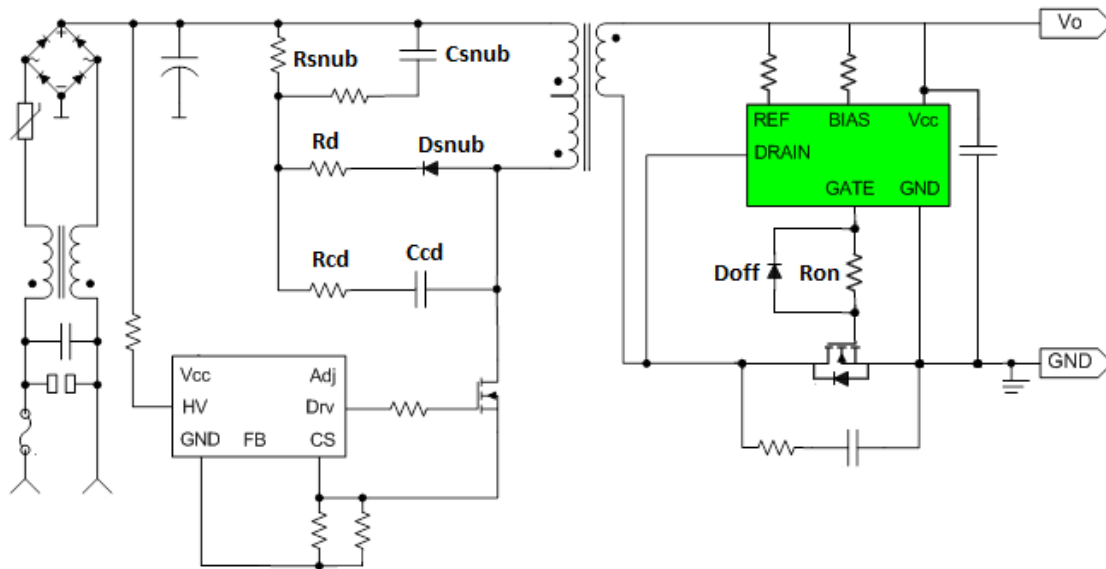 Vo
Rsnub
Csnub
REF BIAS Vcc
DRAIN
GATE GND
Rd
Dsnub
Rcd
Ccd
Doff
Ron
GND
Vcc Adj
HV Drv
GND FB CS